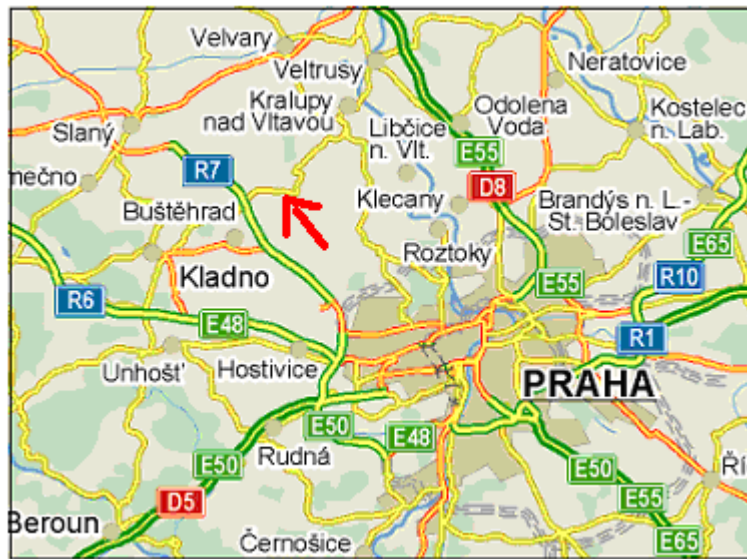 Velvary
Veltrusy
Neratovice
Kralupy
nad Vltavou
Odolena
Voda
Kostelec
n. Lab.
Slaný
Libčice
n. Vlt.
E55
R7
mečno
D8
Klecany
Brandýs n. L.-
St. Boleslav
Buštěhrad
Roztoky
E65
Kladno
R10
E55
R6
E48
R1
Unhošť
Hostivice
PRAHA
E50
E48
Rudná
E50
E50
Ří
D5
E55
Beroun
E65
Černošice